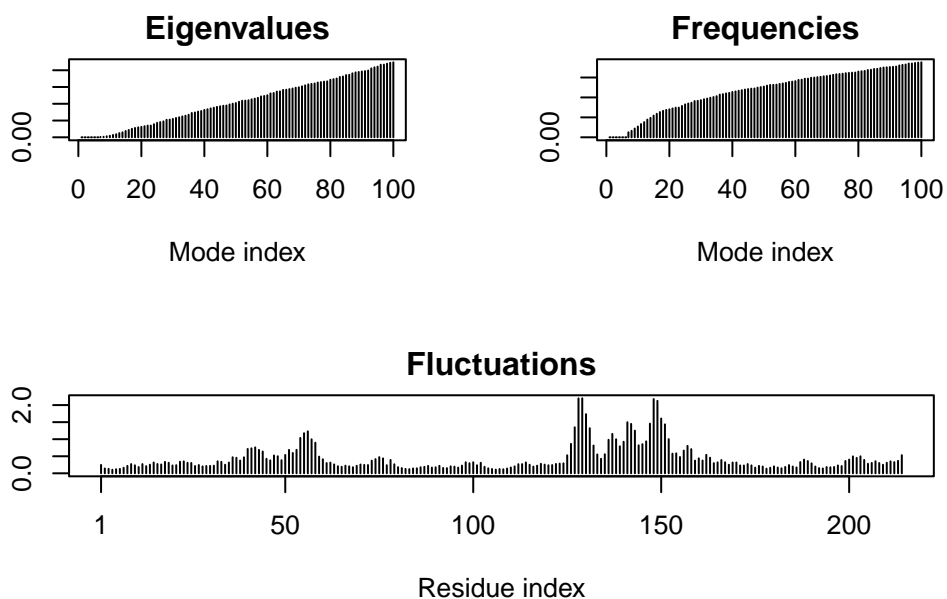 Eigenvalues
0.00
0 20 40 60 80 100
Mode index
Frequencies
0.00
0 20 40 60 80 100
Mode index
Fluctuations
2.0
0.0
1 50 100 150 200
Residue index